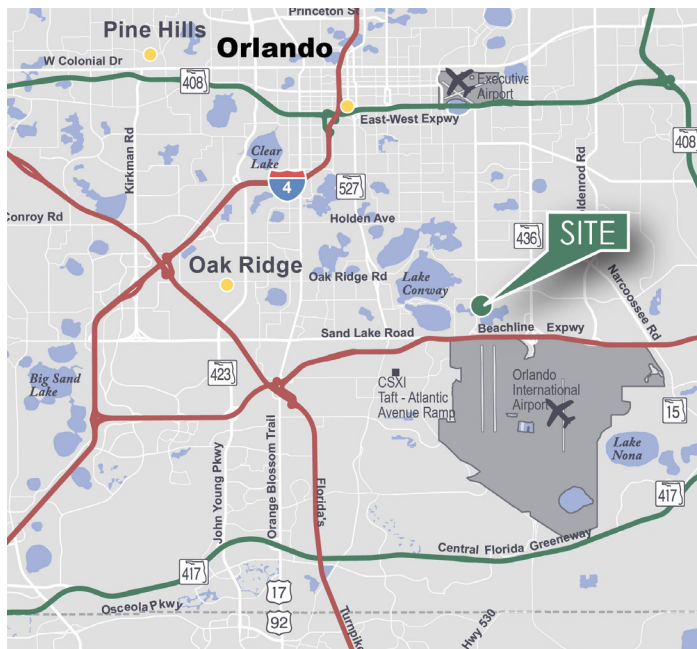 Princeton St
Pine Hills
Orlando
W Colonial Dr
408
Executive
Airport
East-West Expwy
408
Kirkman Rd
Clear
Lake
4
527
Conroy Rd
Holden Ave
436
SITE
Oak Ridge
Oak Ridge Rd
Lake
Conway
Narcoossee Rd
Sand Lake Road
Beachline Expwy
423
Big Sand
Lake
CSXI
Taft - Atlantic
Avenue Ramp
Orlando
International
Airport
15
Lake
Nona
John Young Pkwy
Orange Blossom Trail
Florida's
417
Central Florida Greeneway
417
Osceola Pkwy
17
92
Turnpike
Hwy 530